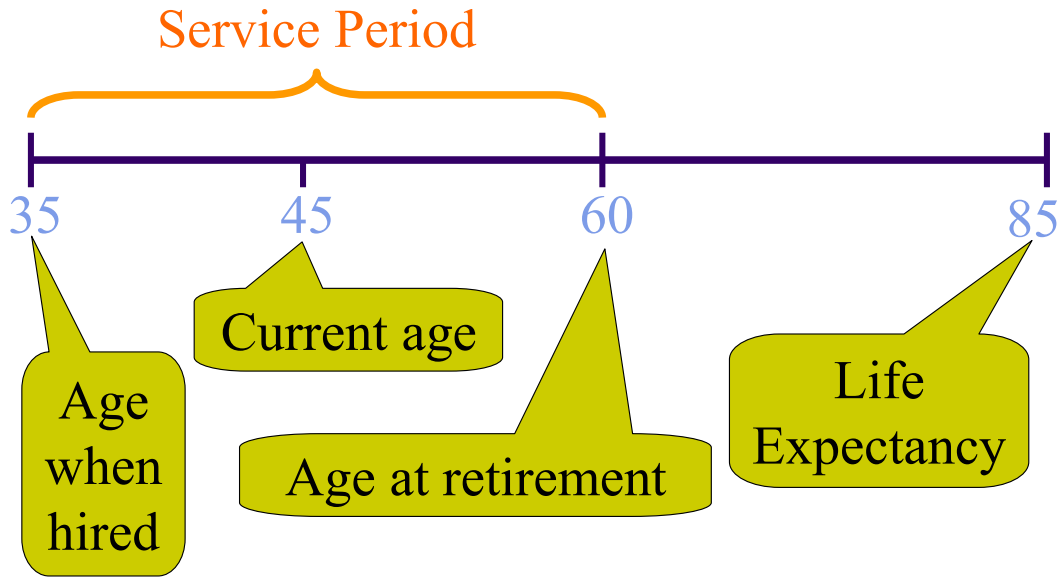 Service Period
35
45
60
85
Current age
Age
when
hired
Age at retirement
Life
Expectancy